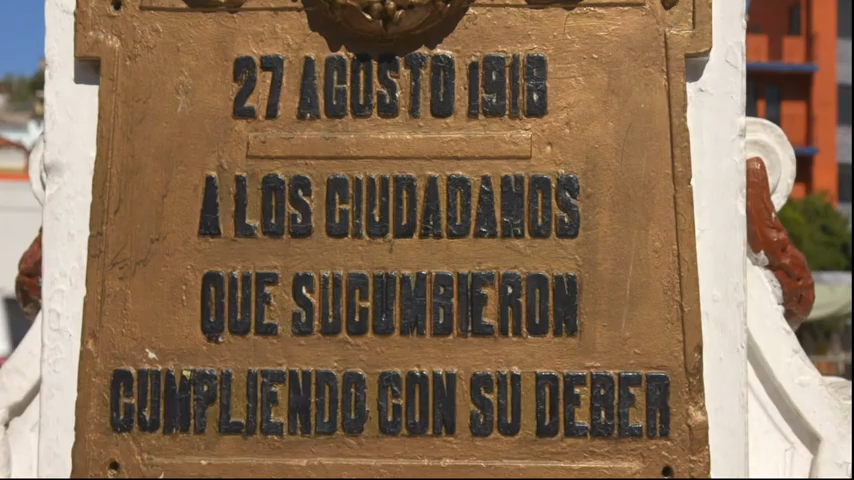 27 AGOSTO 1918
A LOS CIUDADANOS
QUE SUCUMBIERON
CUMPLIENDO CON SU DEBER